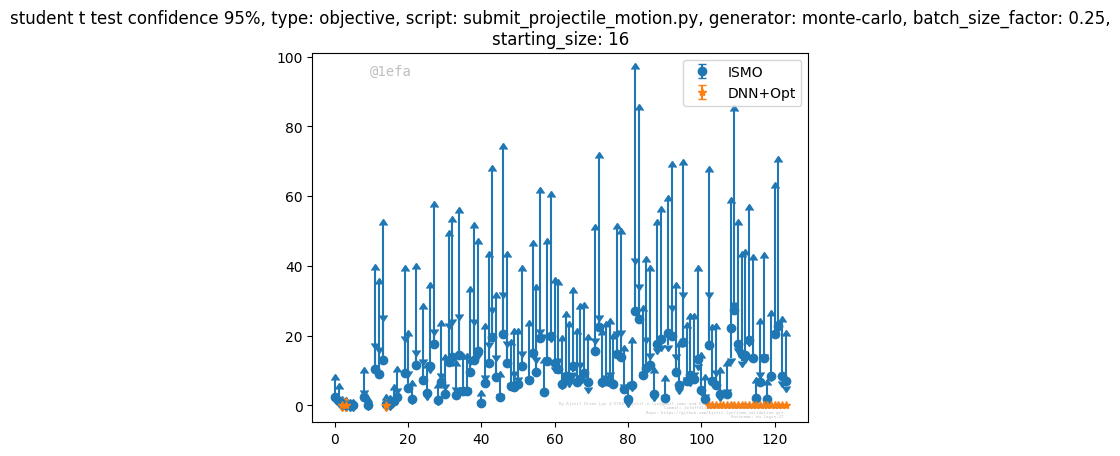 student t test confidence 95%, type: objective, script: submit_projectile_motion.py, generator: monte-carlo, batch_size_factor: 0.25,
starting_size: 16
@1efa
ISMO
DNN+Opt
100
80
60
40
20
0
0 20 40 60 80 100 120